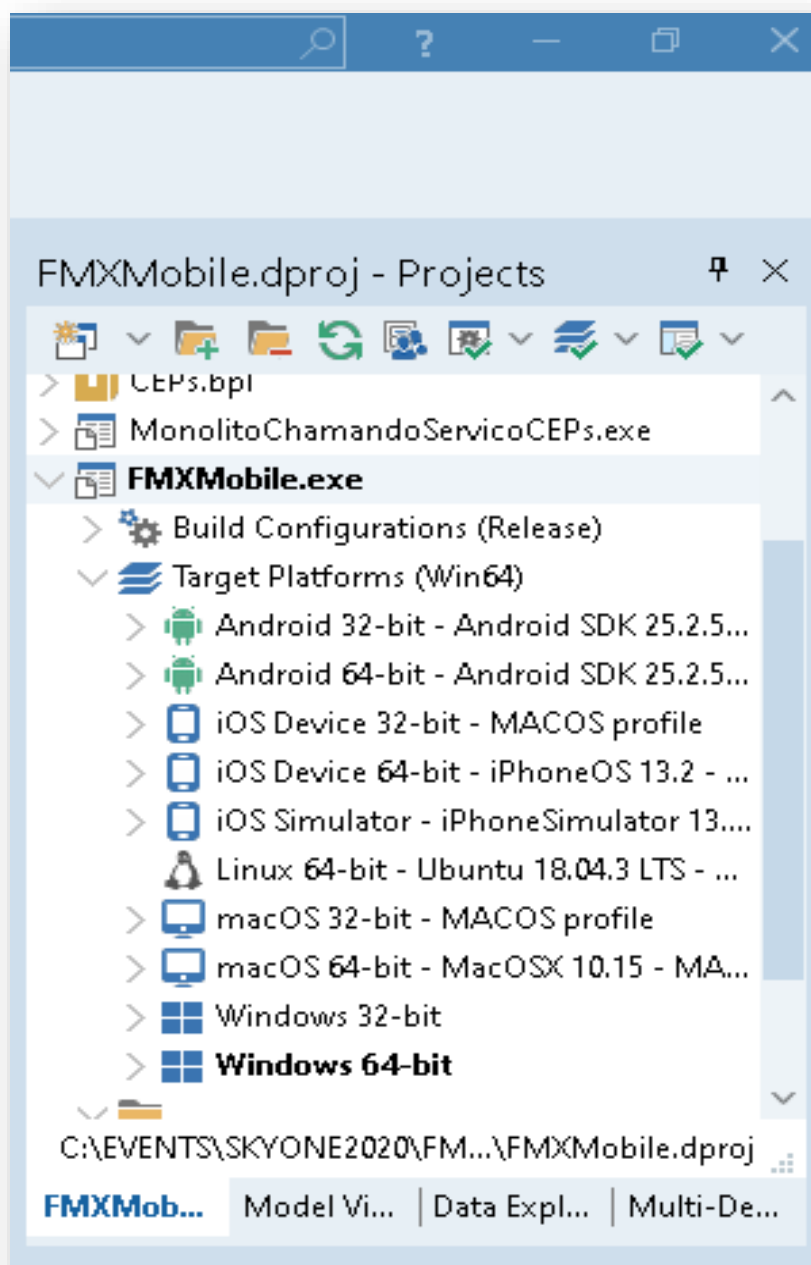 ?
FMXMobile.dproj - Projects
CEPs.bpl
MonolitoChamandoServicoCEPs.exe
FMXMobile.exe
Build Configurations (Release)
Target Platforms (Win64)
Android 32-bit - Android SDK 25.2.5...
Android 64-bit - Android SDK 25.2.5...
iOS Device 32-bit - MACOS profile
iOS Device 64-bit - iPhoneOS 13.2 - ...
iOS Simulator - iPhoneSimulator 13....
Linux 64-bit - Ubuntu 18.04.3 LTS - ...
macOS 32-bit - MACOS profile
macOS 64-bit - MacOSX 10.15 - MA...
Windows 32-bit
Windows 64-bit
C:\EVENTS\SKYONE2020\FM...\FMXMobile.dproj
FMXMob... Model Vi... Data Expl... Multi-De...